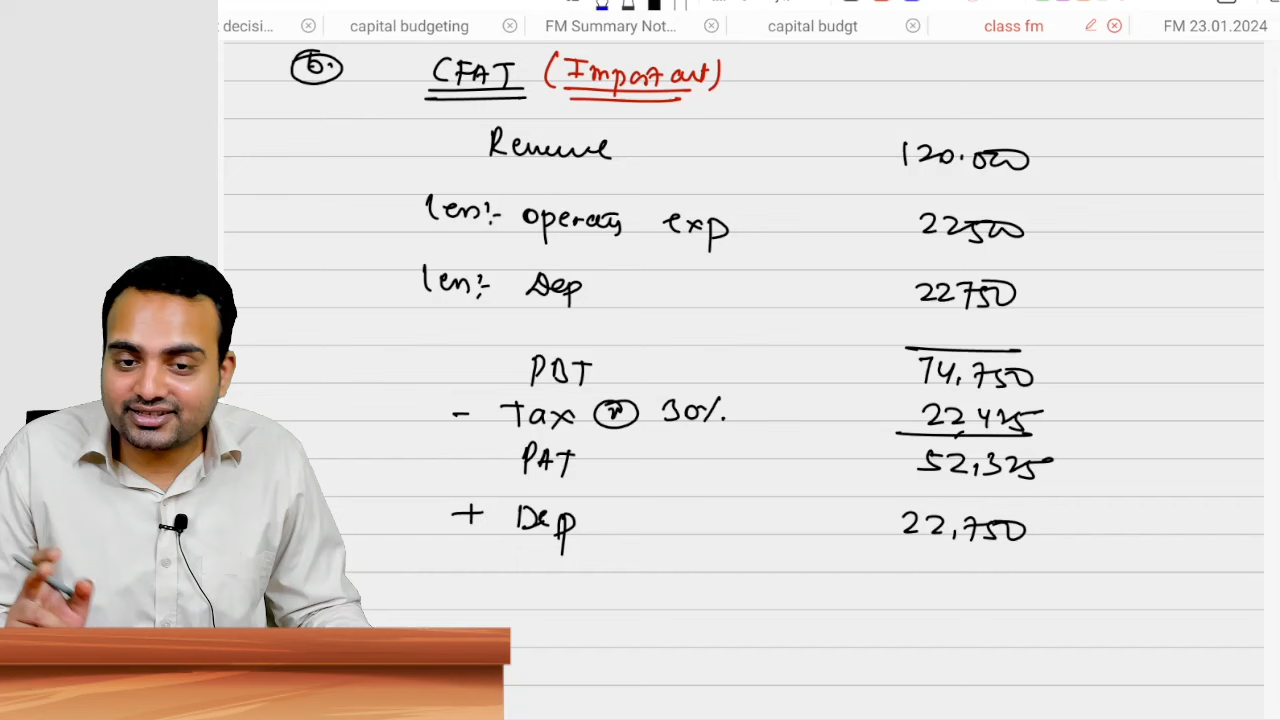 t decisi...
capital budgeting
FM Summary Not...
capital budgt
class fm
FM 23.01.2024
6. CFAT (Important)
Revenue 120.000
less:- operating exp 22500
less:- Dep 22750
PBT 74,750
- Tax @ 30% 22425
PAT 52,325
+ Dep 22,750